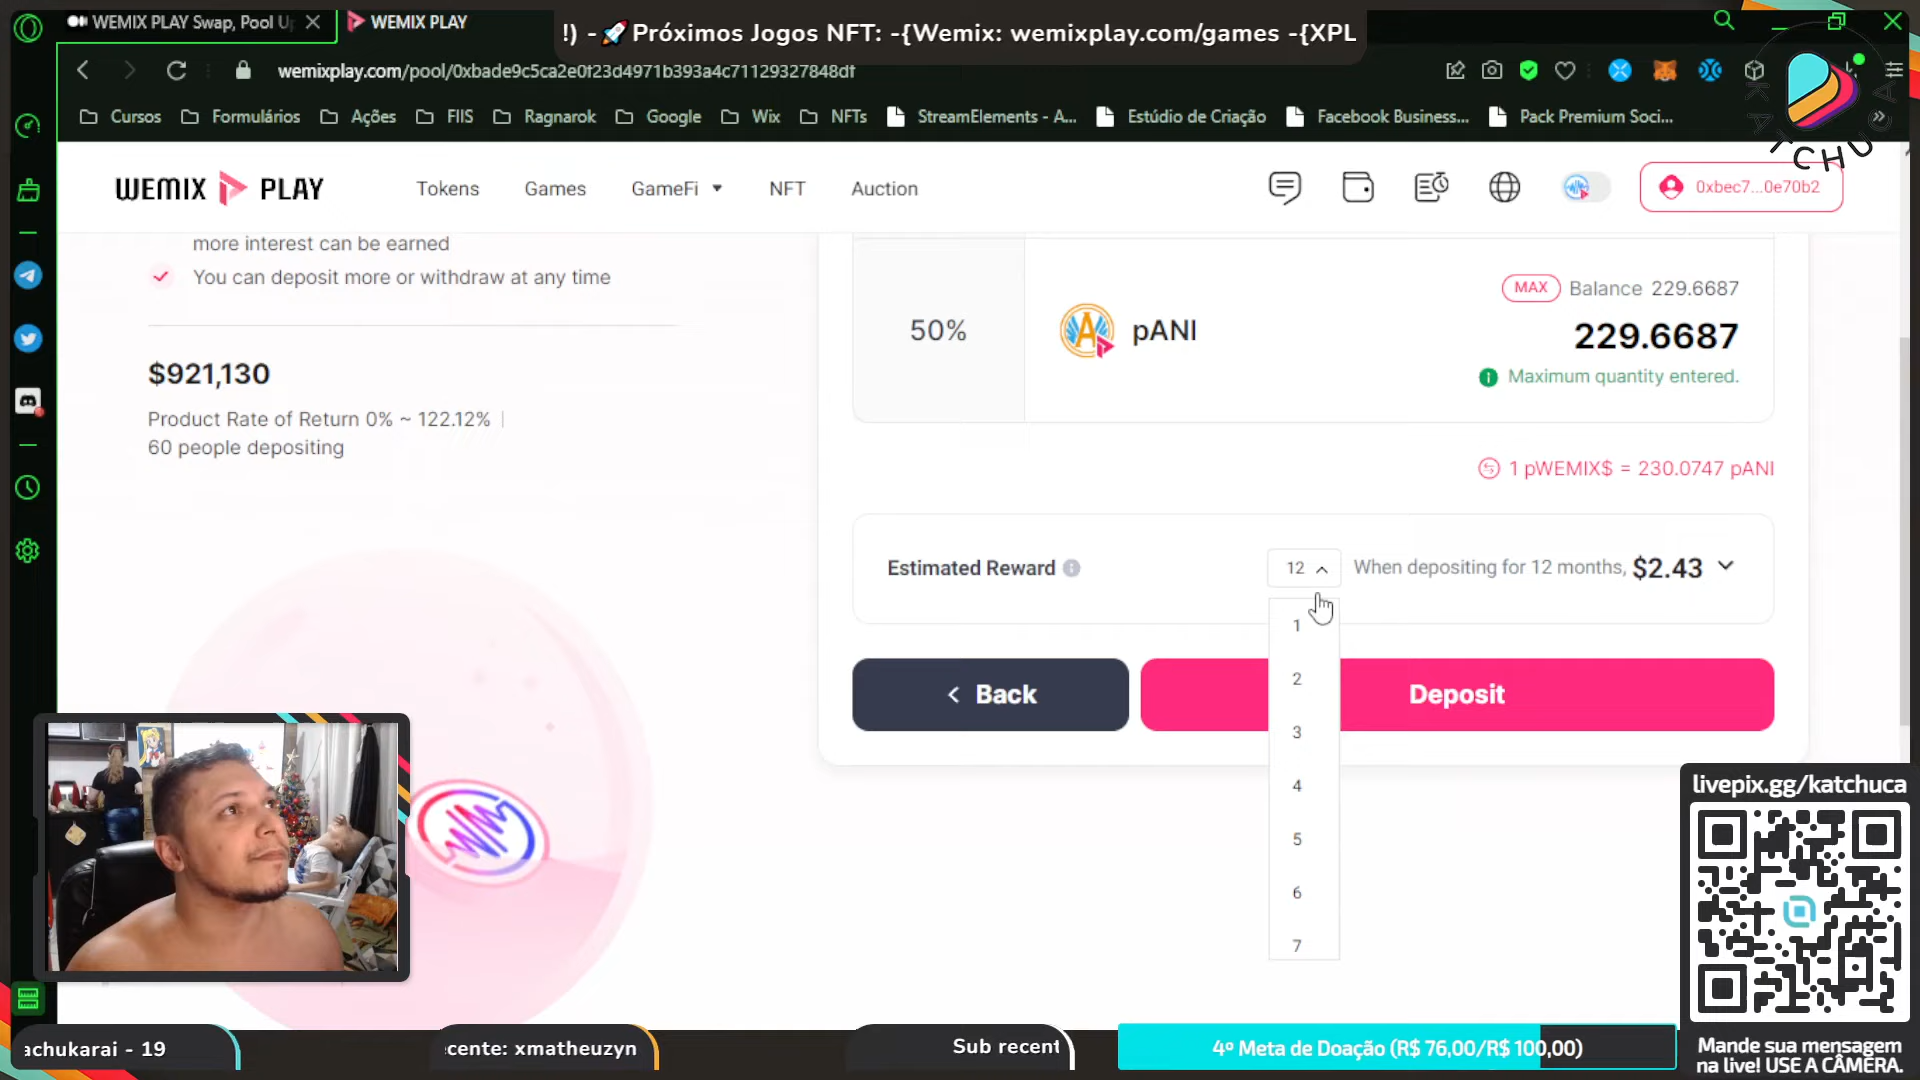 WEMIX PLAY Swap, Pool U
WEMIX PLAY
!) -🚀 Próximos Jogos NFT: -{Wemix: wemixplay.com/games -{XPL
wemixplay.com/pool/0xbade9c5ca2e0f23d4971b393a4c71129327848df
Cursos
Formulários
Ações
FIIS
Ragnarok
Google
Wix
NFTs
StreamElements - A...
Estúdio de Criação
Facebook Business...
Pack Premium Soci...
KATCHUCA
WEMIX PLAY
Tokens
Games
GameFi
NFT
Auction
0xbec7...0e70b2
more interest can be earned
You can deposit more or withdraw at any time
$921,130
Product Rate of Return 0% ~ 122.12% |
60 people depositing
50%
pANI
MAX Balance 229.6687
229.6687
Maximum quantity entered.
1 pWEMIX$ = 230.0747 pANI
Estimated Reward
12
When depositing for 12 months, $2.43
1
2
3
4
5
6
7
< Back
Deposit
livepix.gg/katchuca
Mande sua mensagem
na live! USE A CÂMERA.
achukarai - 19
cente: xmatheuzyn
Sub recent
4º Meta de Doação (R$ 76,00/R$ 100,00)